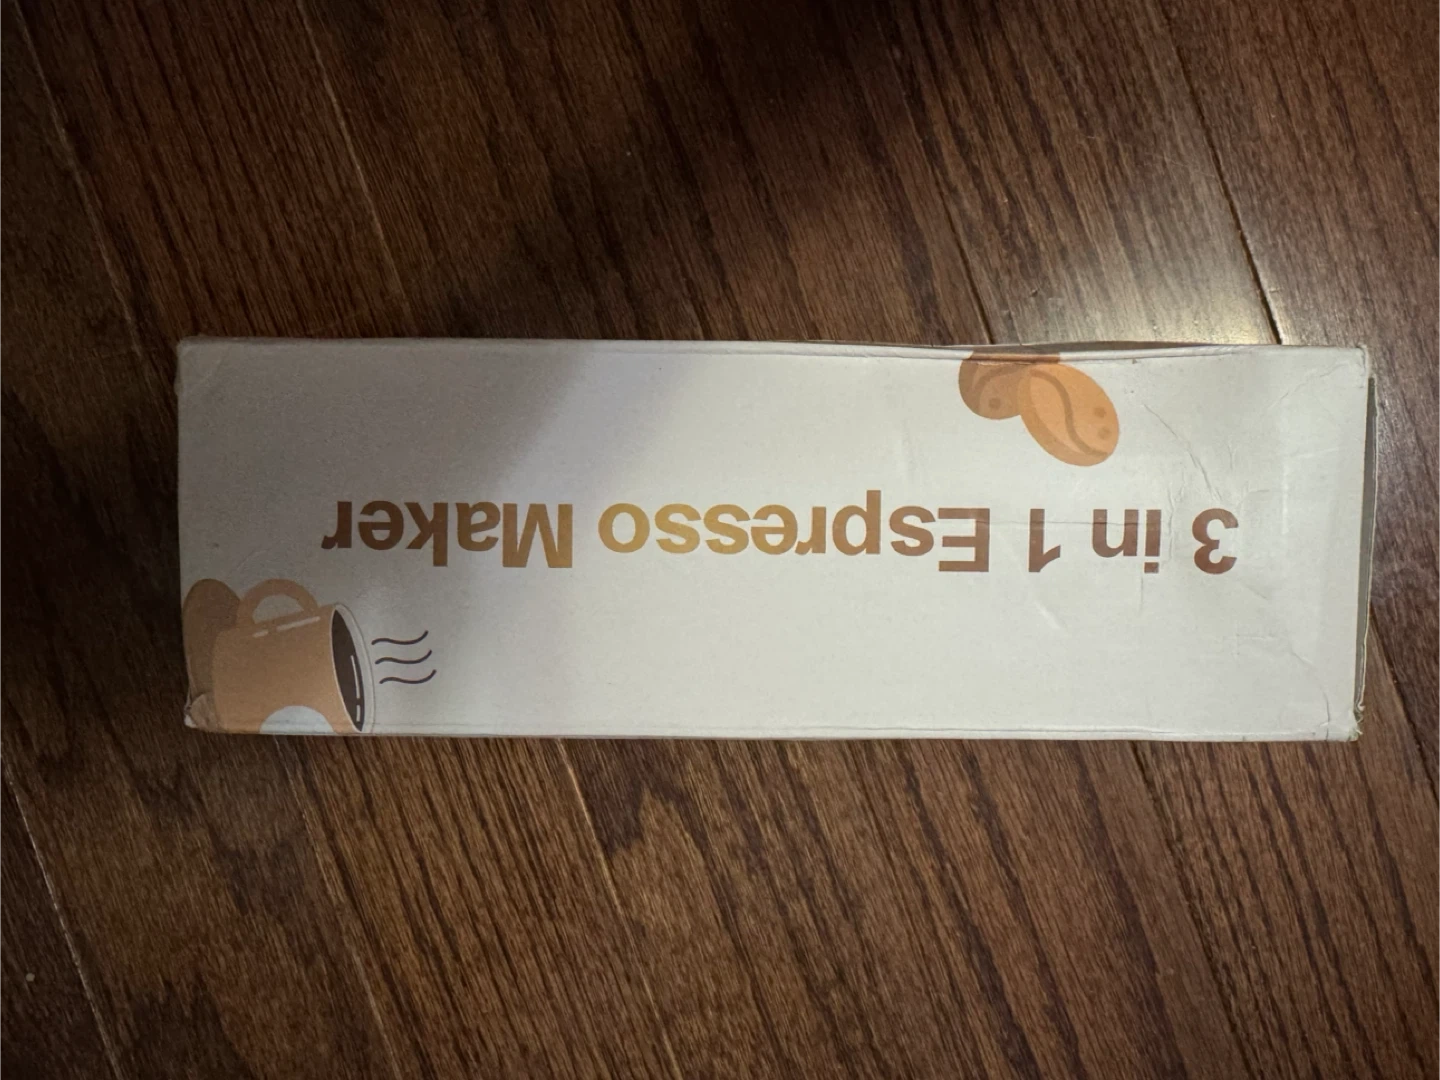 3 in 1 Espresso Maker